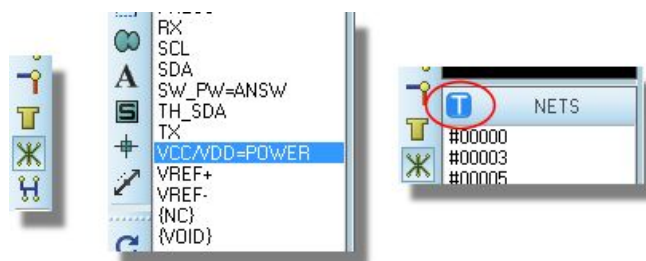 RX
SCL
SDA
SW_PW=ANSW
TH_SDA
TX
VCC/VDD=POWER
VREF+
VREF-
{NC}
{VOID}
A
S
C
T
NETS
#00000
#00003
#00005